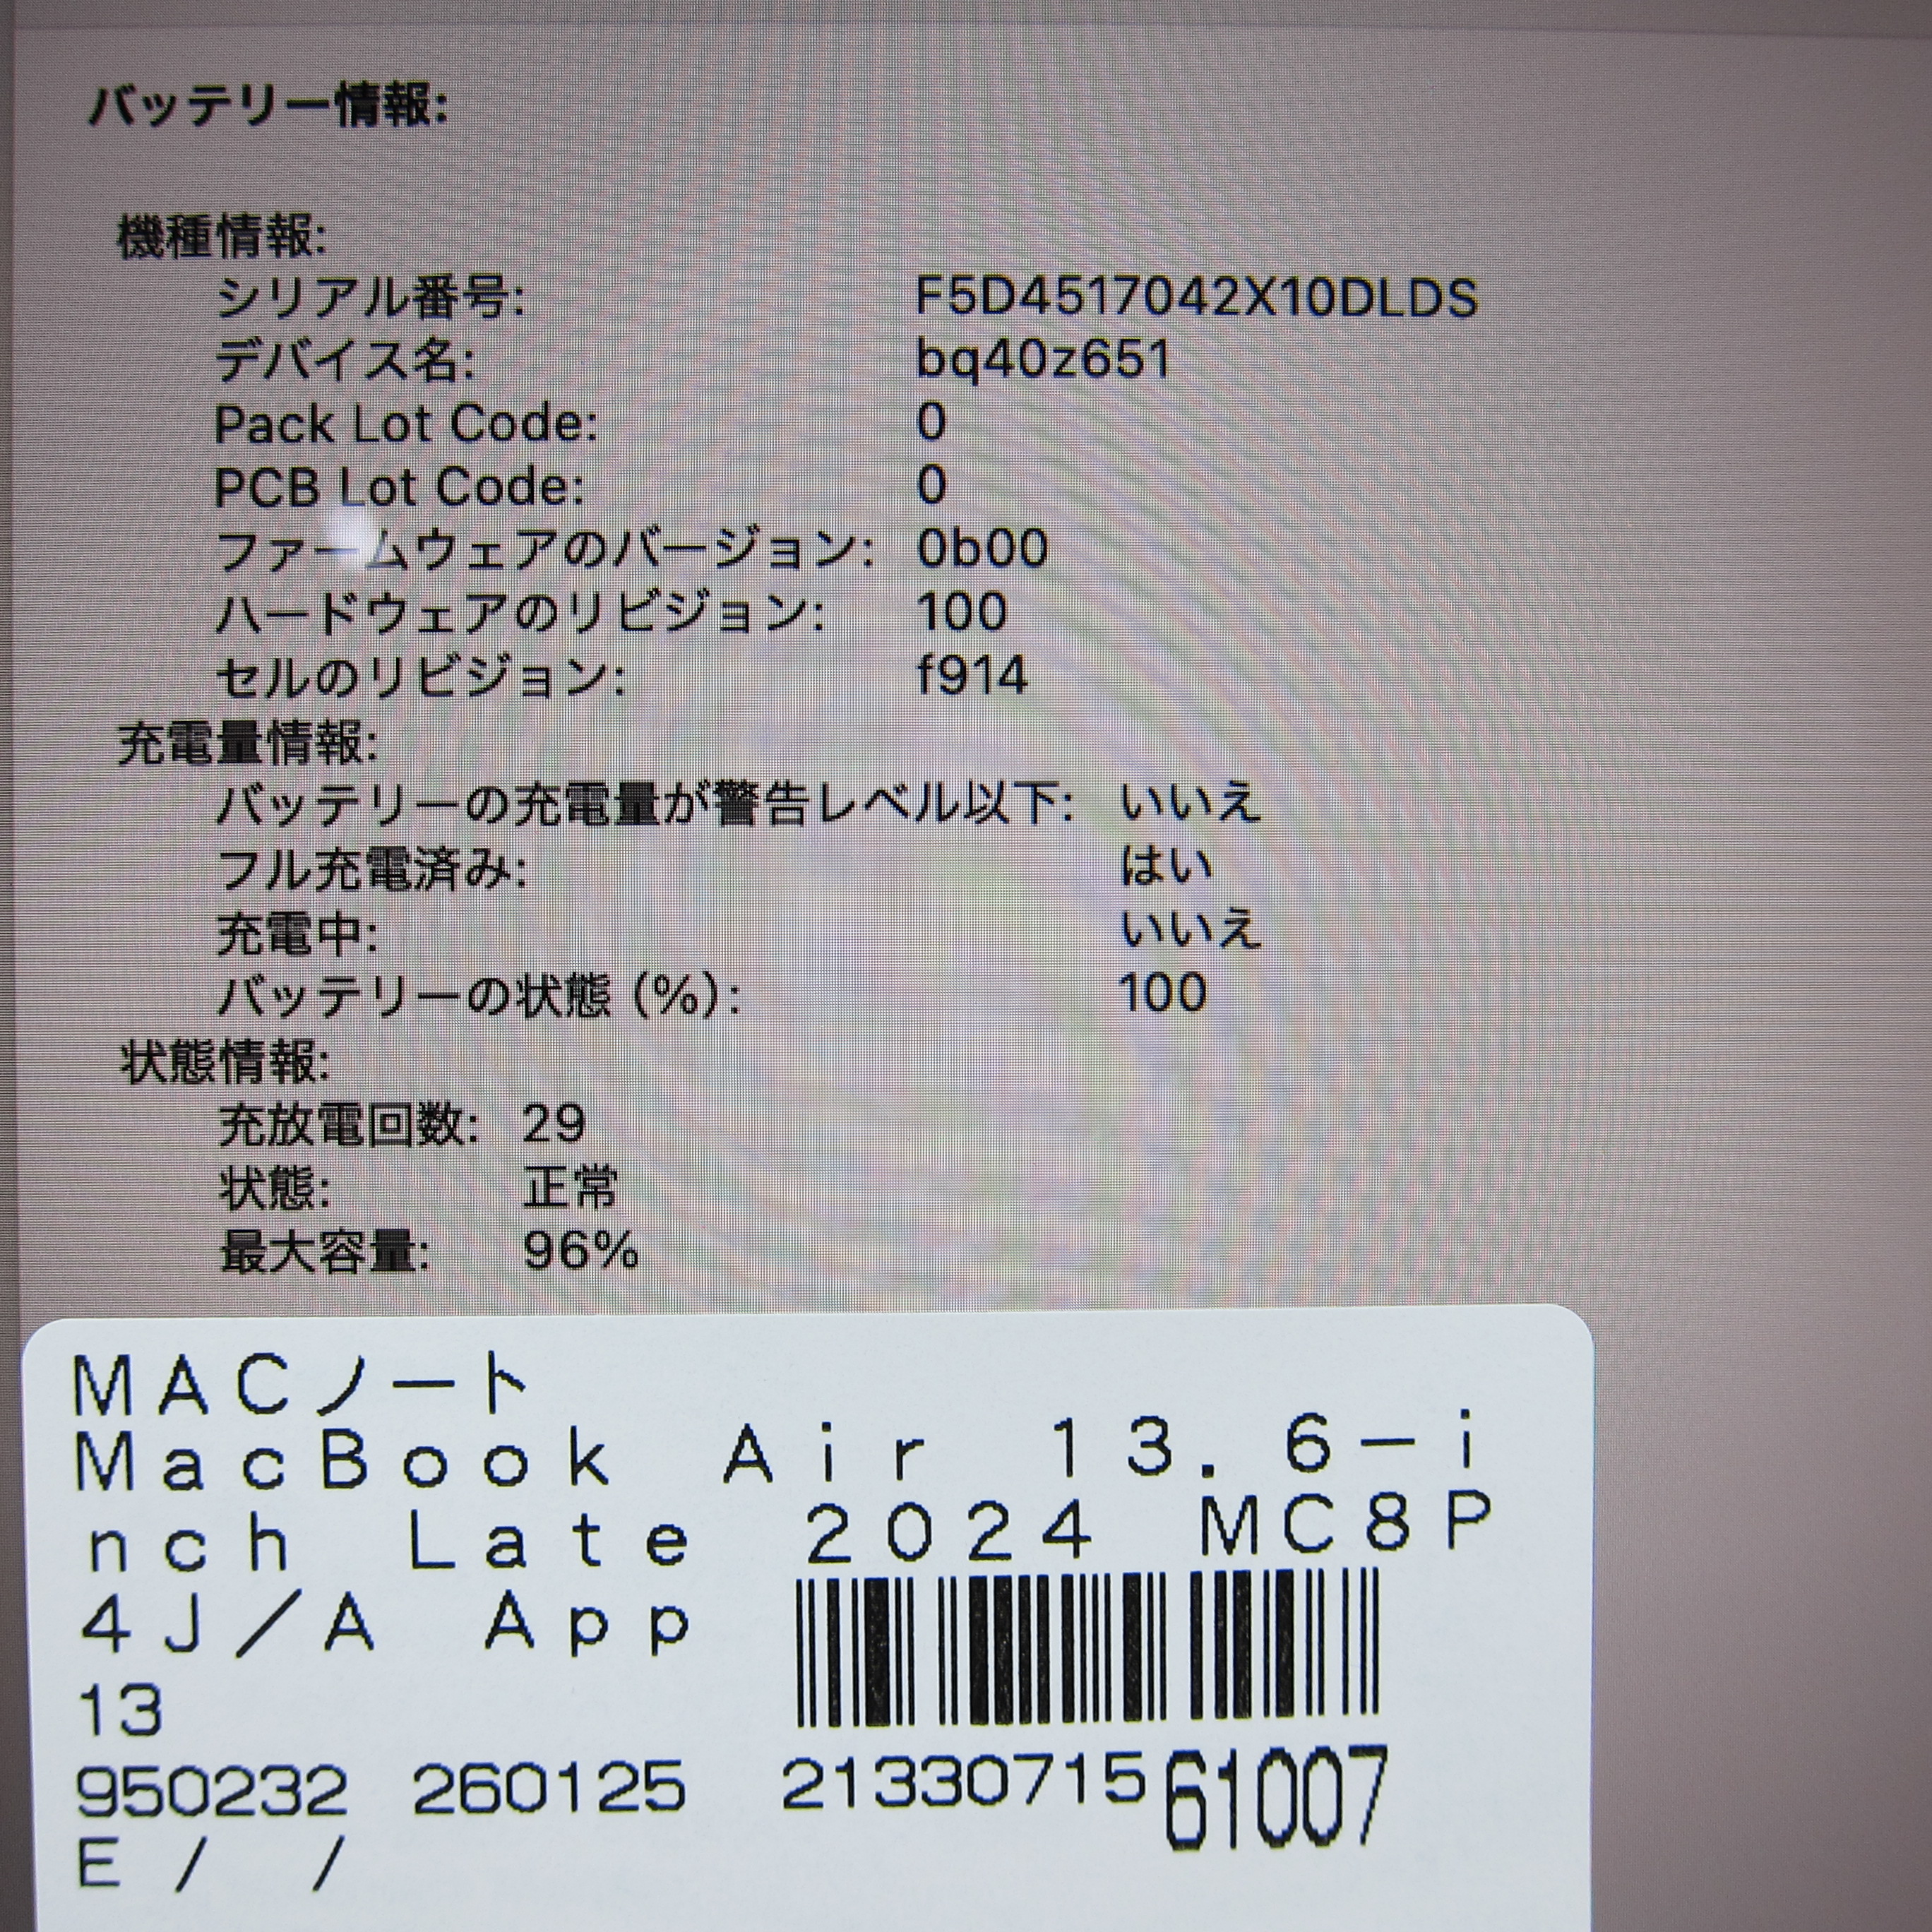 バッテリー情報:
機種情報:
シリアル番号: F5D4517042X10DLDS
デバイス名: bq40z651
Pack Lot Code: 0
PCB Lot Code: 0
ファームウェアのバージョン: 0b00
ハードウェアのリビジョン: 100
セルのリビジョン: f914
充電量情報:
バッテリーの充電量が警告レベル以下: いいえ
フル充電済み: はい
充電中: いいえ
バッテリーの状態 (%): 100
状態情報:
充放電回数: 29
状態: 正常
最大容量: 96%
MACノート
MacBook Air 13.6-i
nch Late 2024 MC8P
4J/A App
13
950232 260125 2133071561007
E / /